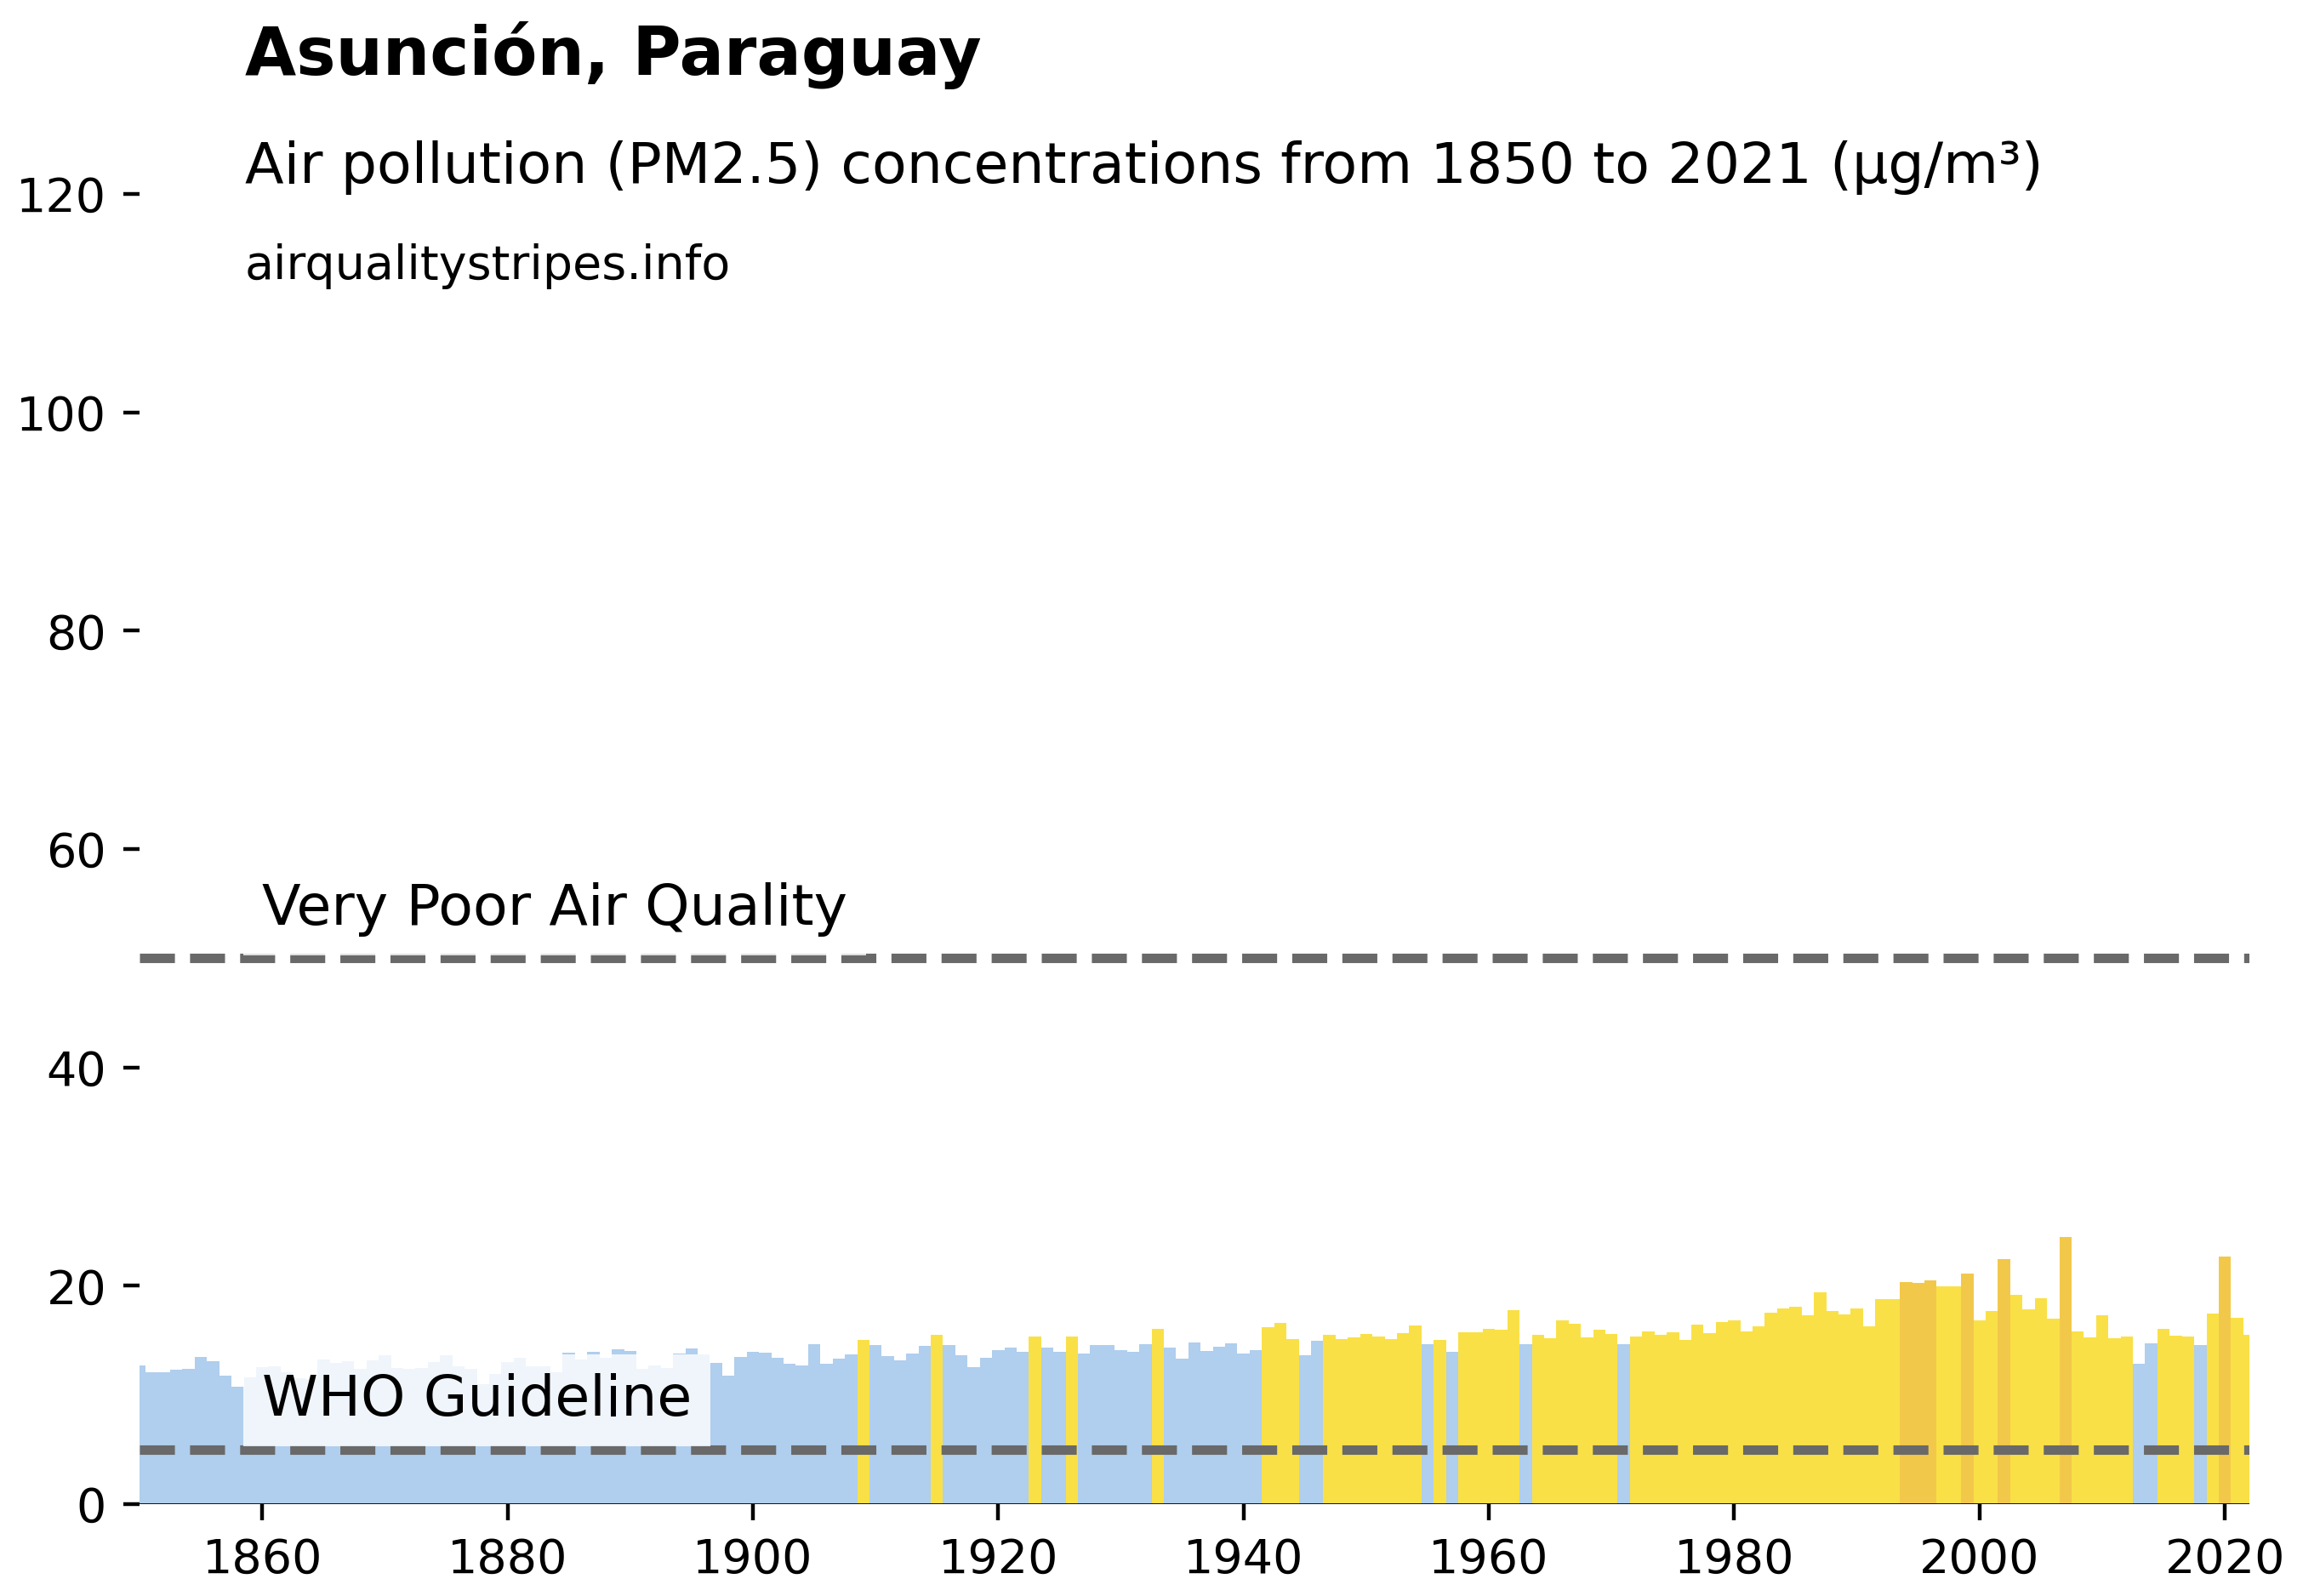 Asunción, Paraguay
Air pollution (PM2.5) concentrations from 1850 to 2021 (µg/m³)
airqualitystripes.info
120
100
80
60
Very Poor Air Quality
40
20
WHO Guideline
0
1860 1880 1900 1920 1940 1960 1980 2000 2020